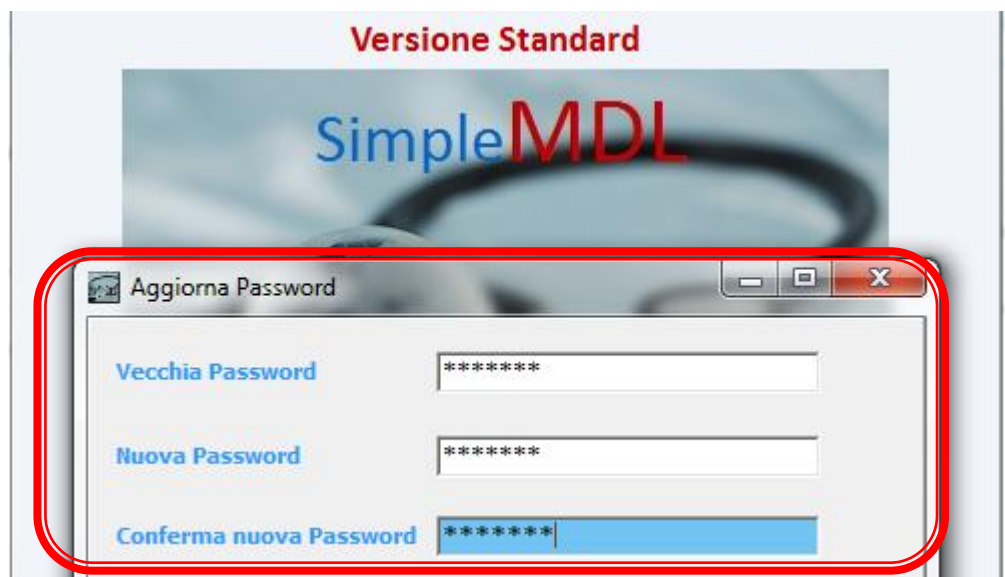 Versione Standard
SimpleMDL
Aggiorna Password
Vecchia Password *******
Nuova Password *******
Conferma nuova Password *******